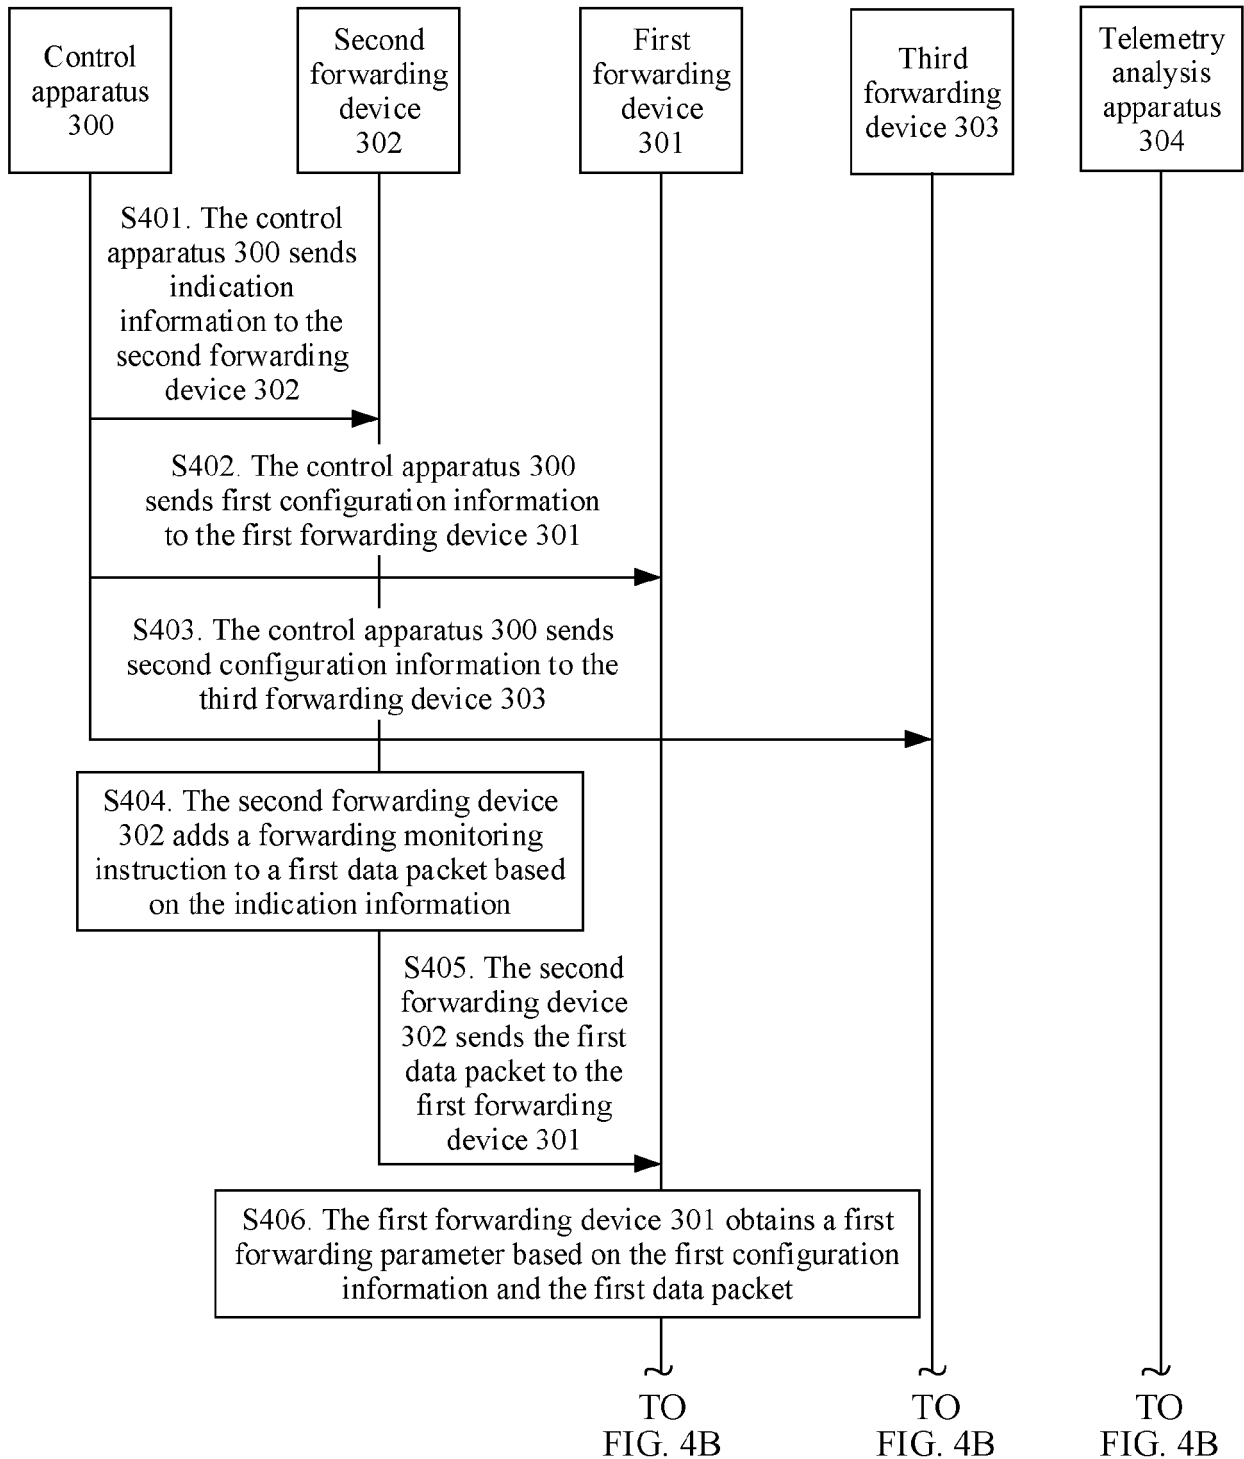 Control
apparatus
300
Second
forwarding
device
302
First
forwarding
device
301
Third
forwarding
device 303
Telemetry
analysis
apparatus
304
S401. The control
apparatus 300 sends
indication
information to the
second forwarding
device 302
S402. The control apparatus 300
sends first configuration information
to the first forwarding device 301
S403. The control apparatus 300 sends
second configuration information to the
third forwarding device 303
S404. The second forwarding device
302 adds a forwarding monitoring
instruction to a first data packet based
on the indication information
S405. The second
forwarding device
302 sends the first
data packet to the
first forwarding
device 301
S406. The first forwarding device 301 obtains a first
forwarding parameter based on the first configuration
information and the first data packet
TO
FIG. 4B
TO
FIG. 4B
TO
FIG. 4B